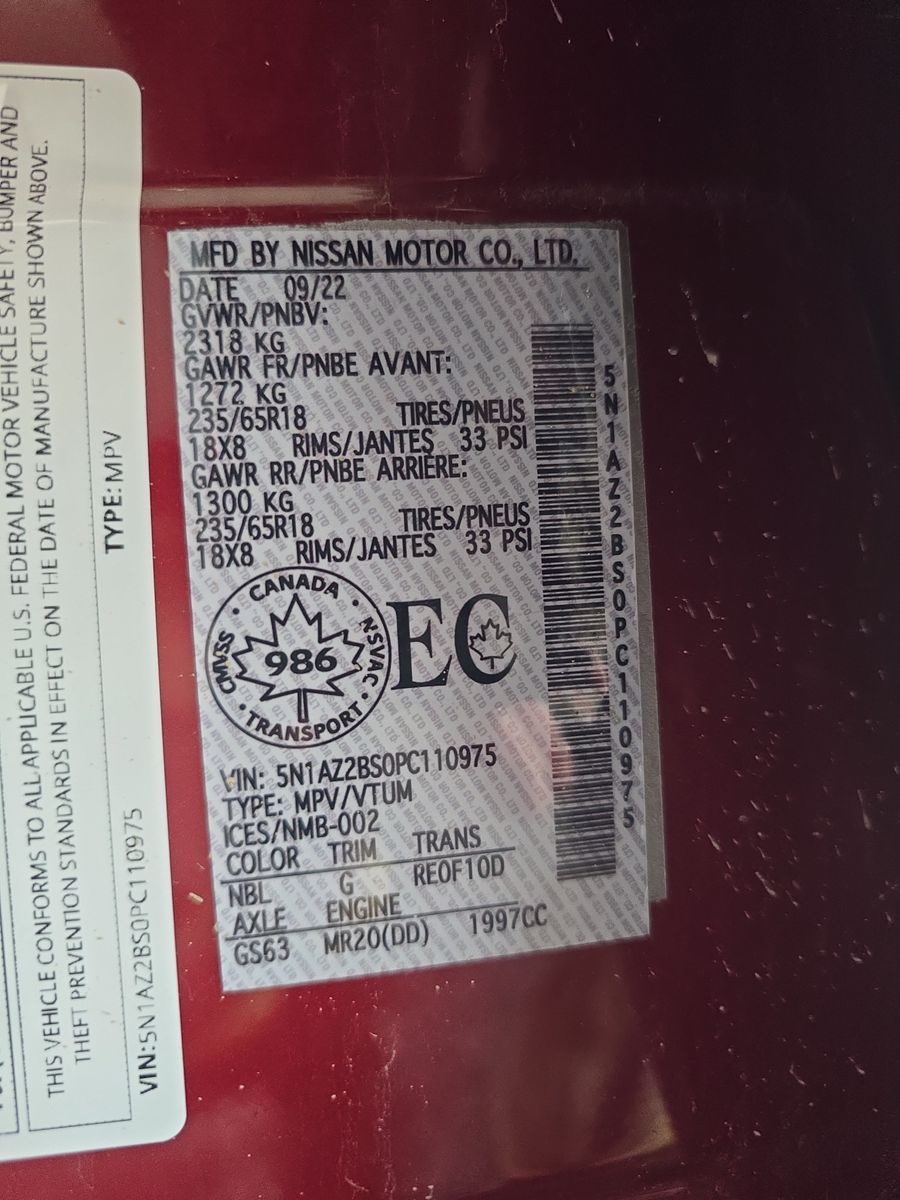 THIS VEHICLE CONFORMS TO ALL APPLICABLE U.S. FEDERAL MOTOR VEHICLE SAFETY, BUMPER AND
THEFT PREVENTION STANDARDS IN EFFECT ON THE DATE OF MANUFACTURE SHOWN ABOVE.
VIN:5N1AZ2BS0PC110975 TYPE:MPV
MFD BY NISSAN MOTOR CO., LTD.
DATE 09/22
GVWR/PNBV:
2318 KG
GAWR FR/PNBE AVANT:
1272 KG
235/65R18 TIRES/PNEUS
18X8 RIMS/JANTES 33 PSI
GAWR RR/PNBE ARRIÈRE:
1300 KG
235/65R18 TIRES/PNEUS
18X8 RIMS/JANTES 33 PSI
CANADA
CMVSS 986 NSVAC
TRANSPORT
EC
VIN: 5N1AZ2BS0PC110975
TYPE: MPV/VTUM
ICES/NMB-002
COLOR TRIM TRANS
NBL G RE0F10D
AXLE ENGINE
GS63 MR20(DD) 1997CC
5N1AZ2BS0PC110975